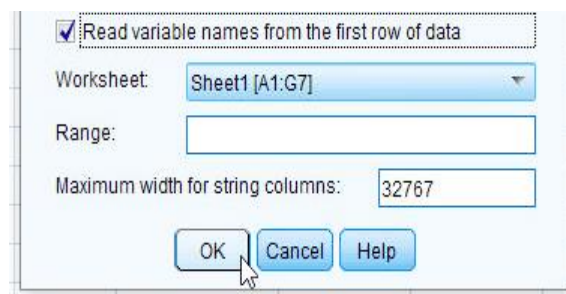 Read variable names from the first row of data
Worksheet: Sheet1 [A1:G7]
Range:
Maximum width for string columns: 32767
OK Cancel Help